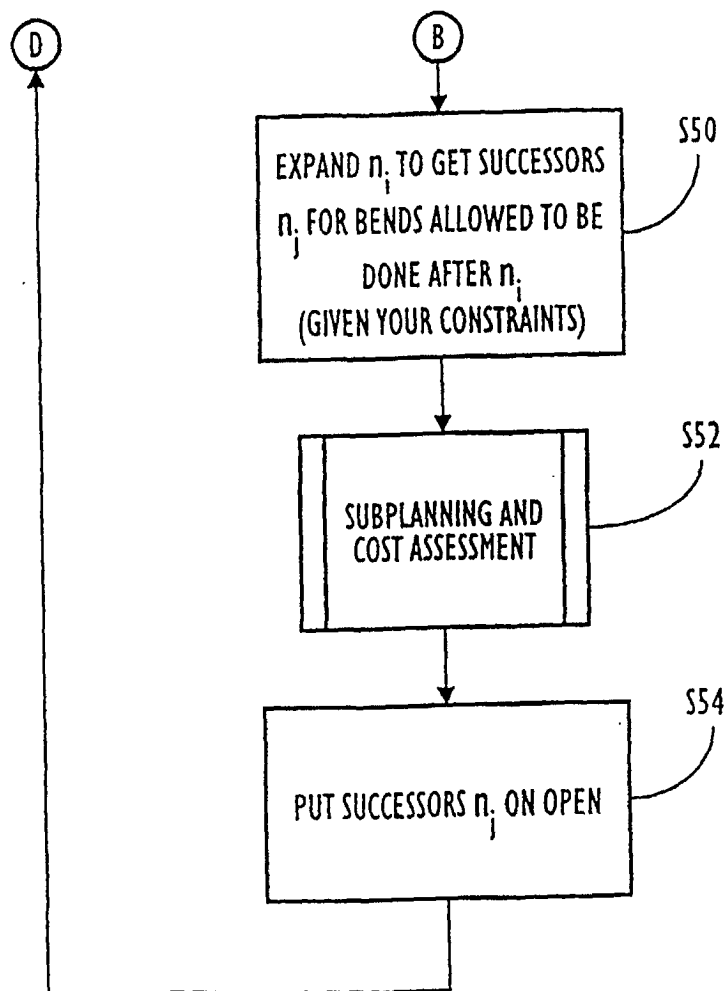 D
B
S50
EXPAND nᵢ TO GET SUCCESSORS
nⱼ FOR BENDS ALLOWED TO BE
DONE AFTER nᵢ
(GIVEN YOUR CONSTRAINTS)
S52
SUBPLANNING AND
COST ASSESSMENT
S54
PUT SUCCESSORS nⱼ ON OPEN